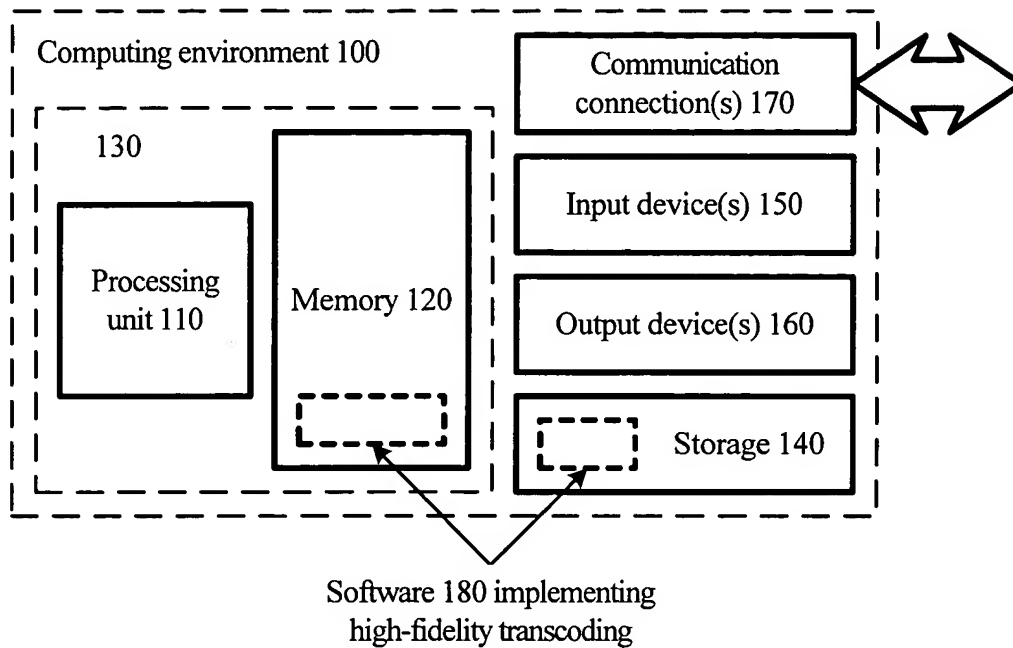 Computing environment 100
130
Processing
unit 110
Memory 120
Communication
connection(s) 170
Input device(s) 150
Output device(s) 160
Storage 140
Software 180 implementing
high-fidelity transcoding